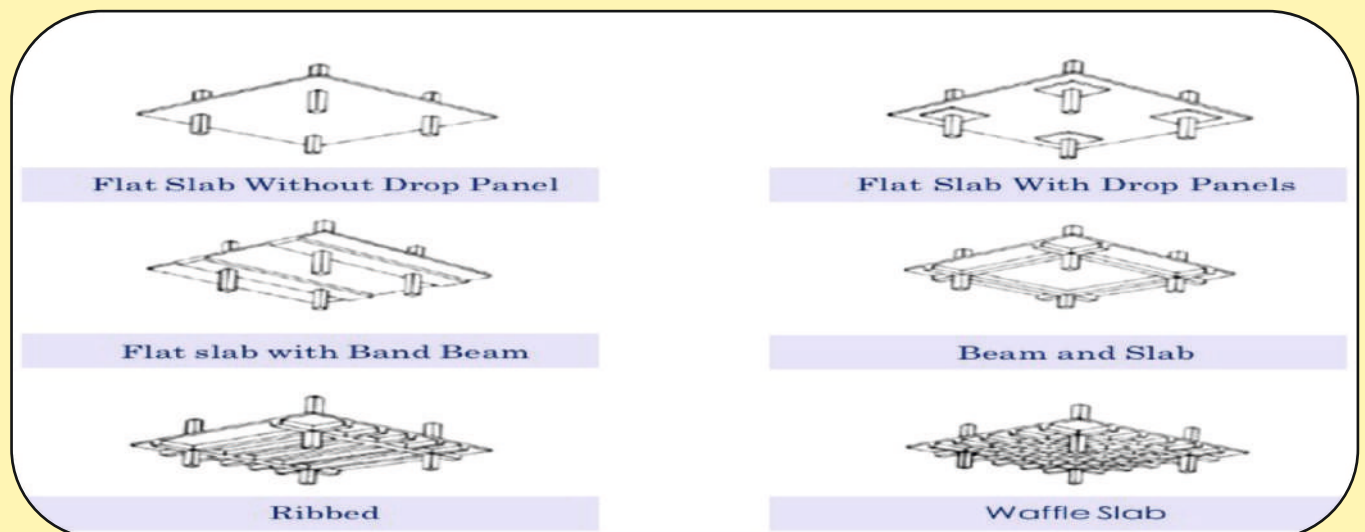 Flat Slab Without Drop Panel
Flat Slab With Drop Panels
Flat slab with Band Beam
Beam and Slab
Ribbed
Waffle Slab